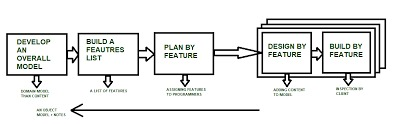 DEVELOP
AN
OVERALL
MODEL
BUILD A
FEAUTRES
LIST
PLAN BY
FEATURE
DESIGN BY
FEATURE
BUILD BY
FEATURE
DOMAIN MODEL
THAN CONTENT
A LIST OF FEATURES
ASSIGNING FEATURES
TO PROGRAMMERS
ADDING CONTENT
TO MODEL
INSPECTION BY
CLIENT
AN OBJECT
MODEL + NOTES